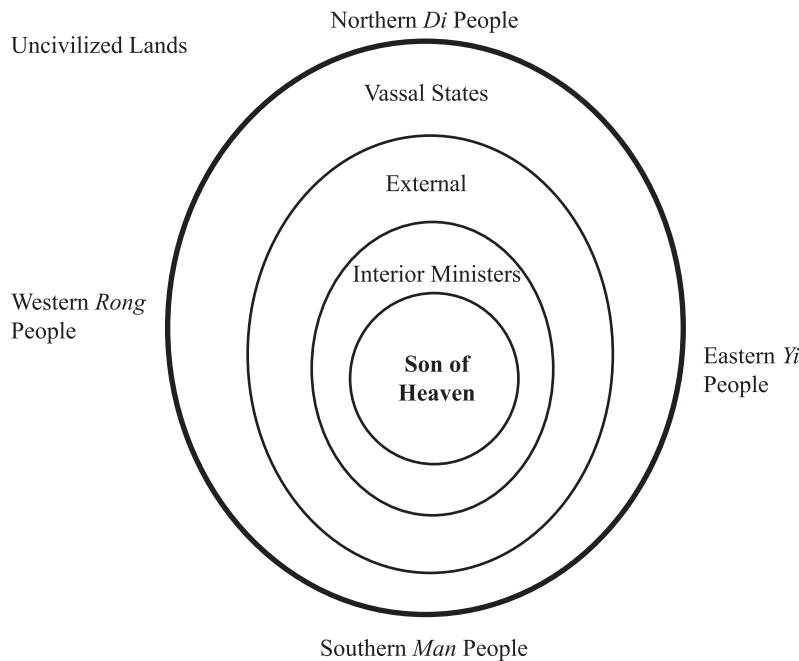 Northern Di People
Uncivilized Lands
Vassal States
External
Interior Ministers
Western Rong
People
Son of
Heaven
Eastern Yi
People
Southern Man People